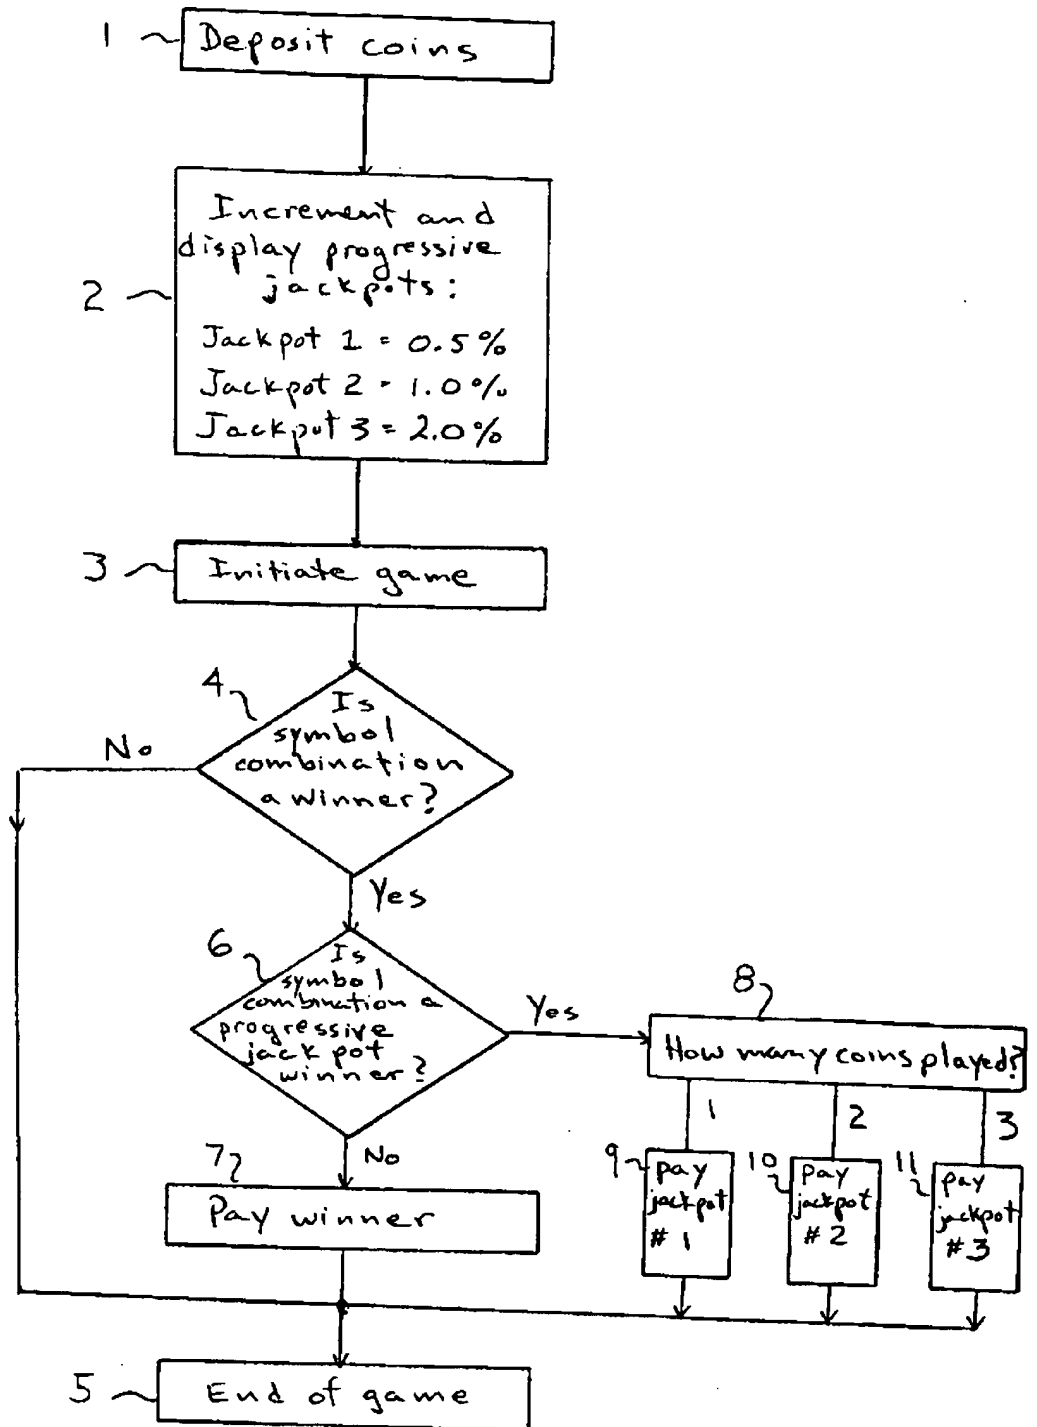 1
Deposit coins
2
Increment and
display progressive
jackpots:
Jackpot 1 = 0.5%
Jackpot 2 = 1.0%
Jackpot 3 = 2.0%
3
Initiate game
4
Is
symbol
combination
a winner?
No
Yes
6
Is
symbol
combination a
progressive
jackpot
winner?
Yes
8
How many coins played?
1
2
3
No
7
Pay winner
9
pay
jackpot
# 1
10
pay
jackpot
# 2
11
pay
jackpot
# 3
5
End of game